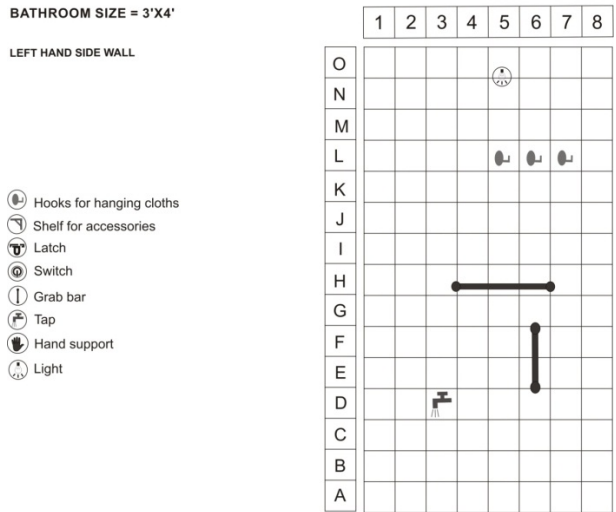 BATHROOM SIZE = 3'X4'
LEFT HAND SIDE WALL
1 2 3 4 5 6 7 8
O
N
M
L
K
J
I
H
G
F
E
D
C
B
A
Hooks for hanging cloths
Shelf for accessories
Latch
Switch
Grab bar
Tap
Hand support
Light